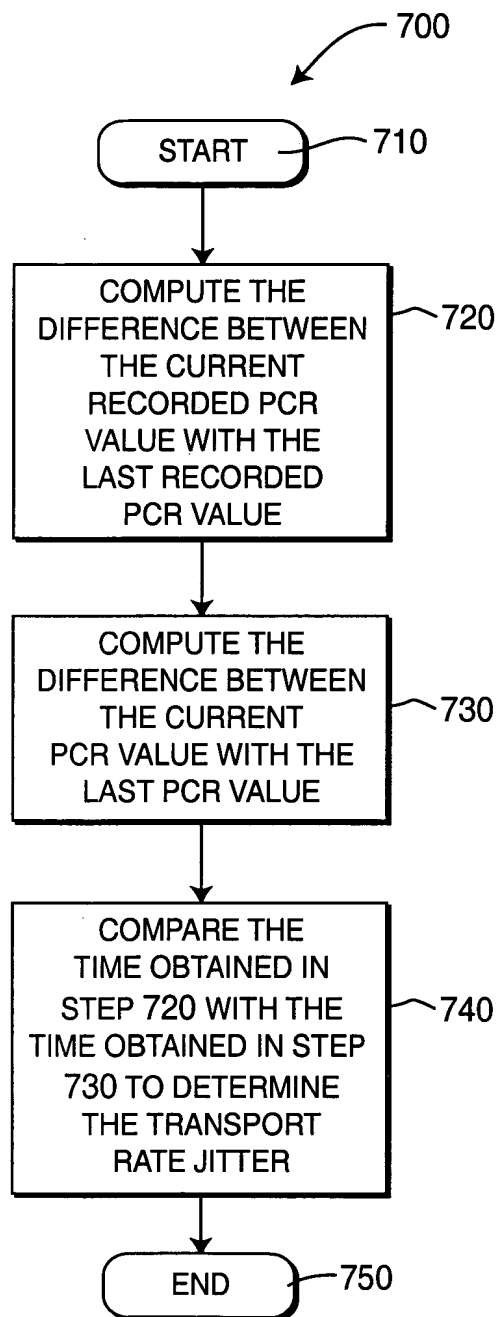 700
START
710
COMPUTE THE
DIFFERENCE BETWEEN
THE CURRENT
RECORDED PCR
VALUE WITH THE
LAST RECORDED
PCR VALUE
720
COMPUTE THE
DIFFERENCE BETWEEN
THE CURRENT
PCR VALUE WITH THE
LAST PCR VALUE
730
COMPARE THE
TIME OBTAINED IN
STEP 720 WITH THE
TIME OBTAINED IN STEP
730 TO DETERMINE
THE TRANSPORT
RATE JITTER
740
END
750